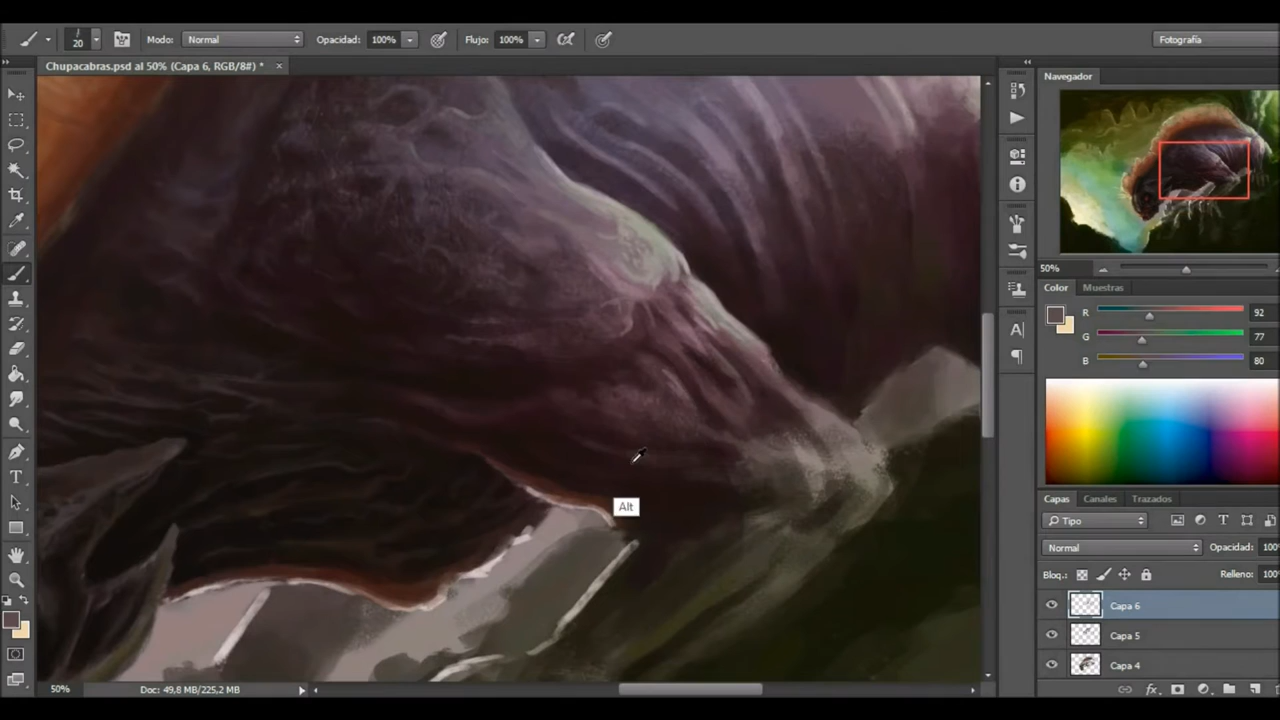 20 Modo: Normal Opacidad: 100% Flujo: 100% Fotografía
Chupacabras.psd al 50% (Capa 6, RGB/8#) * ×
Navegador
50%
Color Muestras
R 92
G 77
B 80
Alt
Capas Canales Trazados
Tipo
Normal Opacidad: 100
Bloq.: Relleno: 100
Capa 6
Capa 5
Capa 4
50% Doc: 49,8 MB/225,2 MB